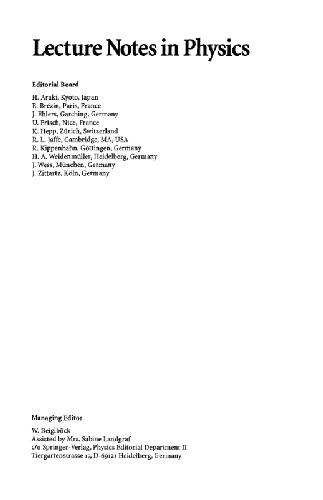 Lecture Notes in Physics
Editorial Board
H. Araki, Kyoto, Japan
E. Brézin, Paris, France
J. Ehlers, Garching, Germany
U. Frisch, Nice, France
K. Hepp, Zürich, Switzerland
R. L. Jaffe, Cambridge, MA, USA
R. Kippenhahn, Göttingen, Germany
H. A. Weidenmüller, Heidelberg, Germany
J. Wess, München, Germany
J. Zittartz, Köln, Germany
Managing Editor
W. Beiglböck
Assisted by Mrs. Sabine Landgraf
c/o Springer-Verlag, Physics Editorial Department II
Tiergartenstrasse 17, D-69121 Heidelberg, Germany